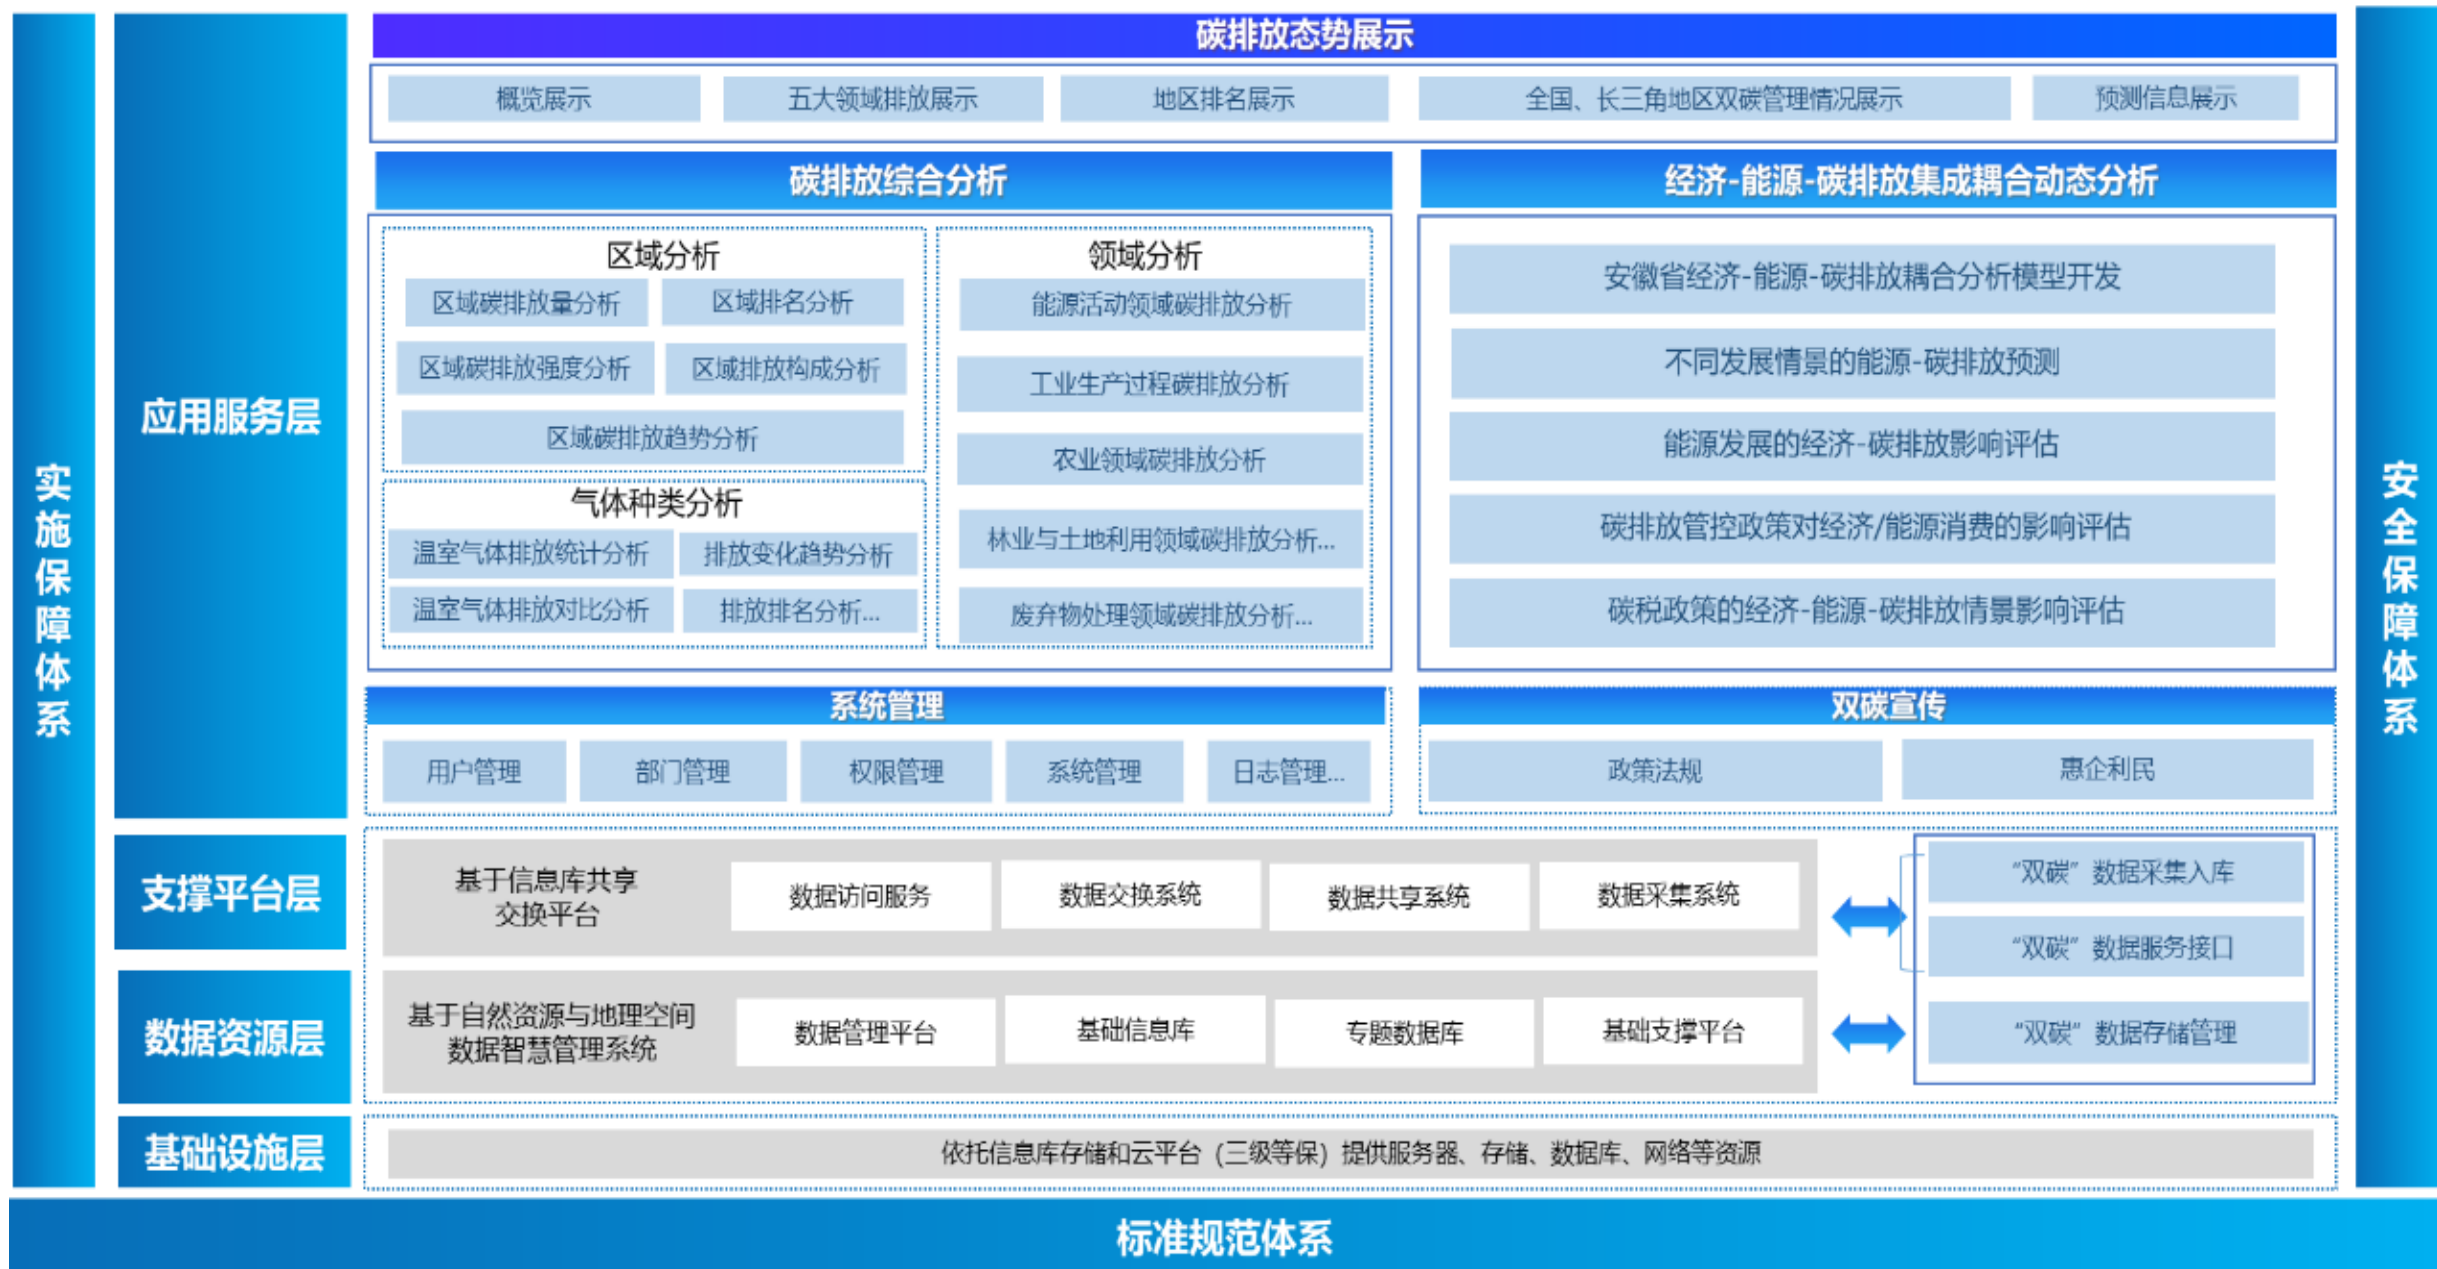 碳排放态势展示
概览展示
五大领域排放展示
地区排名展示
全国、长三角地区双碳管理情况展示
预测信息展示
应用服务层
碳排放综合分析
区域分析
区域碳排放量分析
区域排名分析
区域碳排放强度分析
区域排放构成分析
区域碳排放趋势分析
气体种类分析
温室气体排放统计分析
排放变化趋势分析
温室气体排放对比分析
排放排名分析...
领域分析
能源活动领域碳排放分析
工业生产过程碳排放分析
农业领域碳排放分析
林业与土地利用领域碳排放分析...
废弃物处理领域碳排放分析...
经济-能源-碳排放集成耦合动态分析
安徽省经济-能源-碳排放耦合分析模型开发
不同发展情景的能源-碳排放预测
能源发展的经济-碳排放影响评估
碳排放管控政策对经济/能源消费的影响评估
碳税政策的经济-能源-碳排放情景影响评估
系统管理
用户管理
部门管理
权限管理
系统管理
日志管理...
双碳宣传
政策法规
惠企利民
支撑平台层
基于信息库共享
交换平台
数据访问服务
数据交换系统
数据共享系统
数据采集系统
“双碳”数据采集入库
“双碳”数据服务接口
数据资源层
基于自然资源与地理空间
数据智慧管理系统
数据管理平台
基础信息库
专题数据库
基础支撑平台
“双碳”数据存储管理
基础设施层
依托信息库存储和云平台（三级等保）提供服务器、存储、数据库、网络等资源
实施保障体系
安全保障体系
标准规范体系